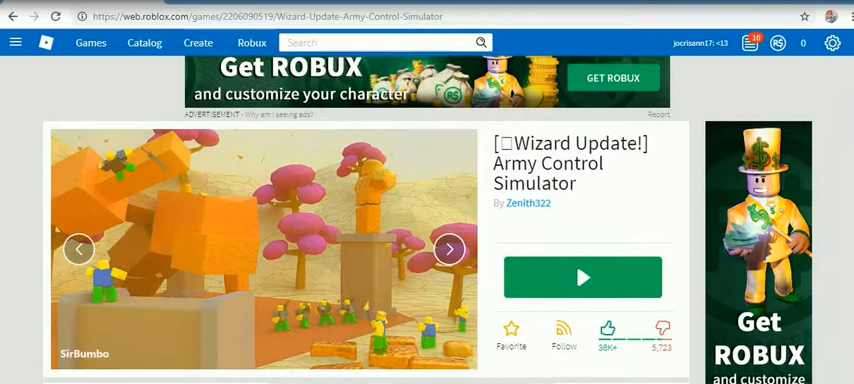 https://web.roblox.com/games/2206090519/Wizard-Update-Army-Control-Simulator
Games Catalog Create Robux Search jocrisann17: <13 10 0
Get ROBUX
and customize your character
GET ROBUX
ADVERTISEMENT - Why am I seeing ads? Report
[□Wizard Update!]
Army Control
Simulator
By Zenith322
SirBumbo
Favorite Follow 38K+ 5,723
Get
ROBUX
and customize